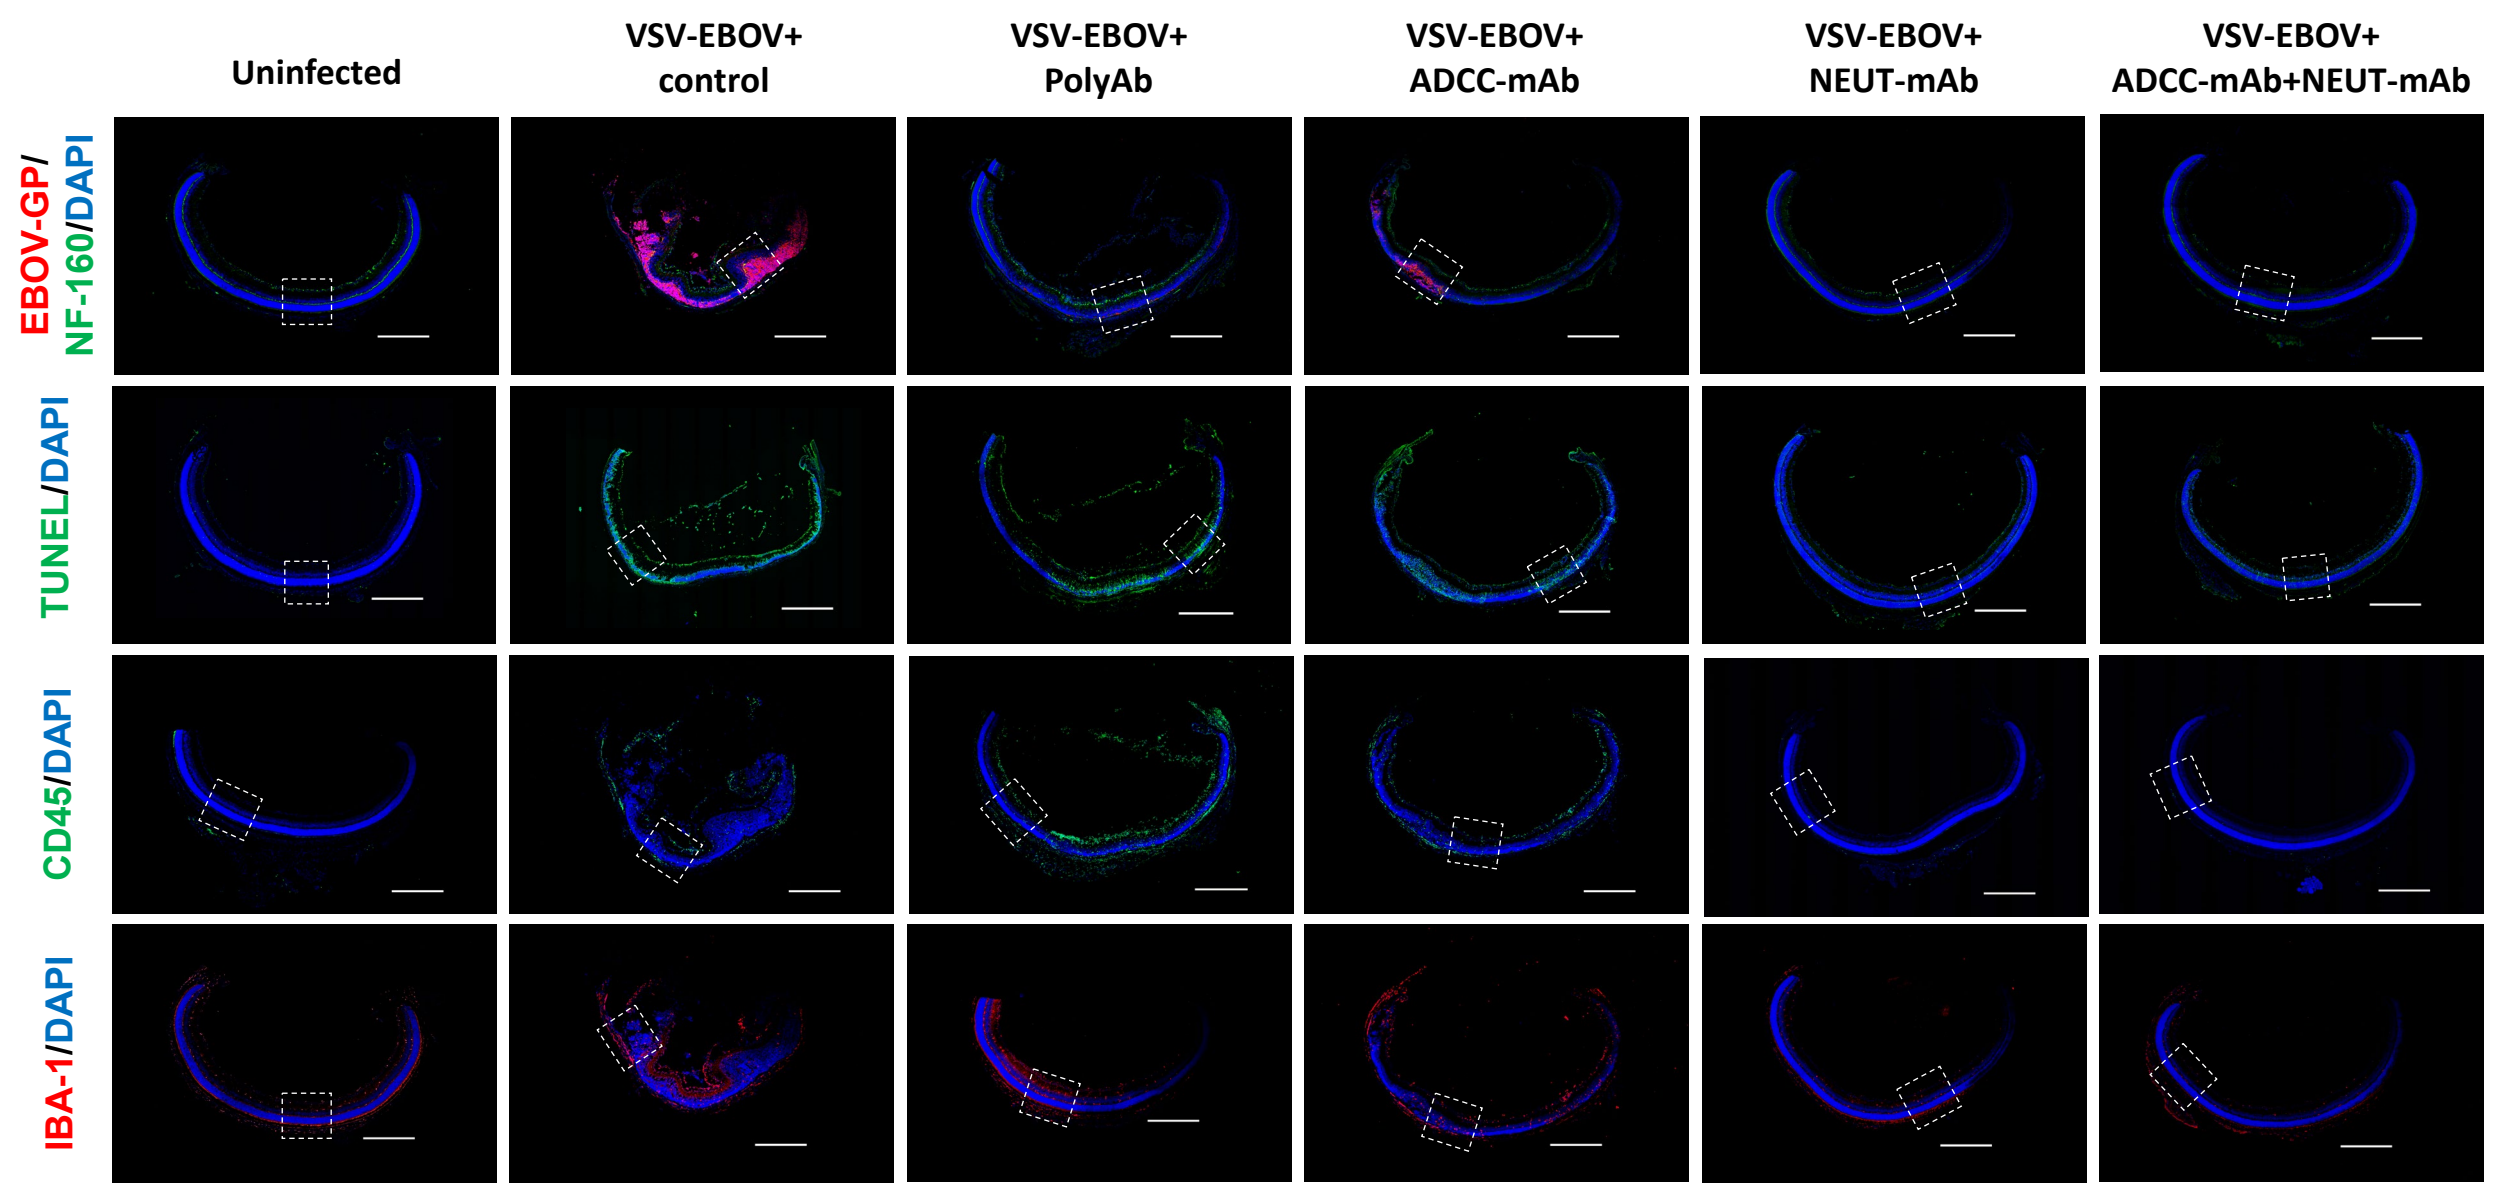 Uninfected
VSV-EBOV+
control
VSV-EBOV+
PolyAb
VSV-EBOV+
ADCC-mAb
VSV-EBOV+
NEUT-mAb
VSV-EBOV+
ADCC-mAb+NEUT-mAb
EBOV-GP/
NF-160/DAPI
TUNEL/DAPI
CD45/DAPI
IBA-1/DAPI